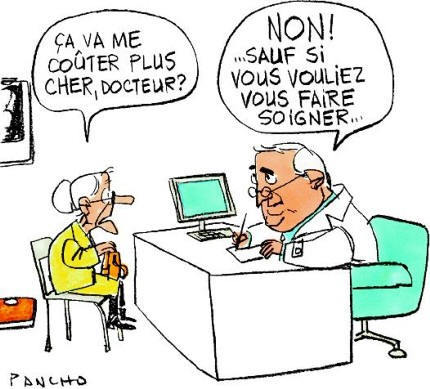 ÇA VA ME
COÛTER PLUS
CHER, DOCTEUR?
NON!
...SAUF SI
VOUS VOULIEZ
VOUS FAIRE
SOIGNER...
PANCHO